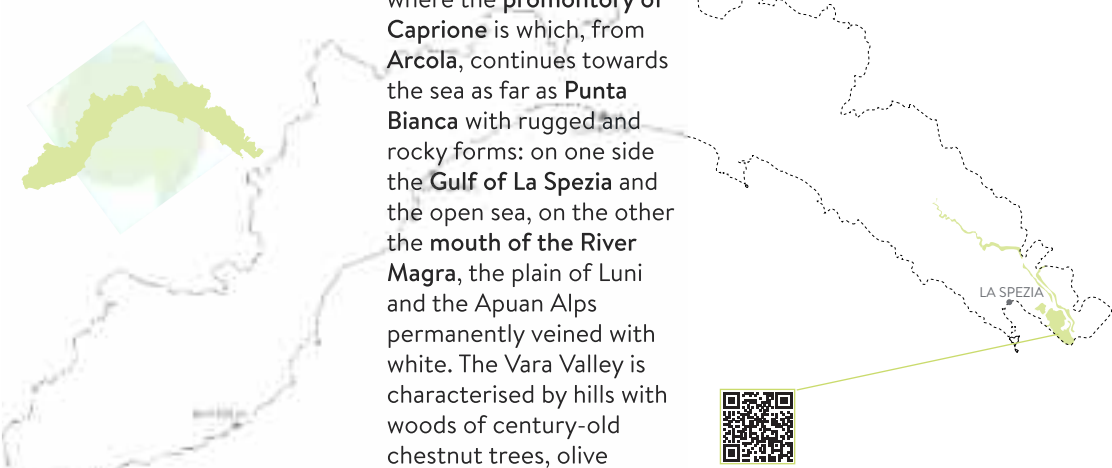 where the promontory of
Caprione is which, from
Arcola, continues towards
the sea as far as Punta
Bianca with rugged and
rocky forms: on one side
the Gulf of La Spezia and
the open sea, on the other
the mouth of the River
Magra, the plain of Luni
and the Apuan Alps
permanently veined with
white. The Vara Valley is
characterised by hills with
woods of century-old
chestnut trees, olive
LA SPEZIA